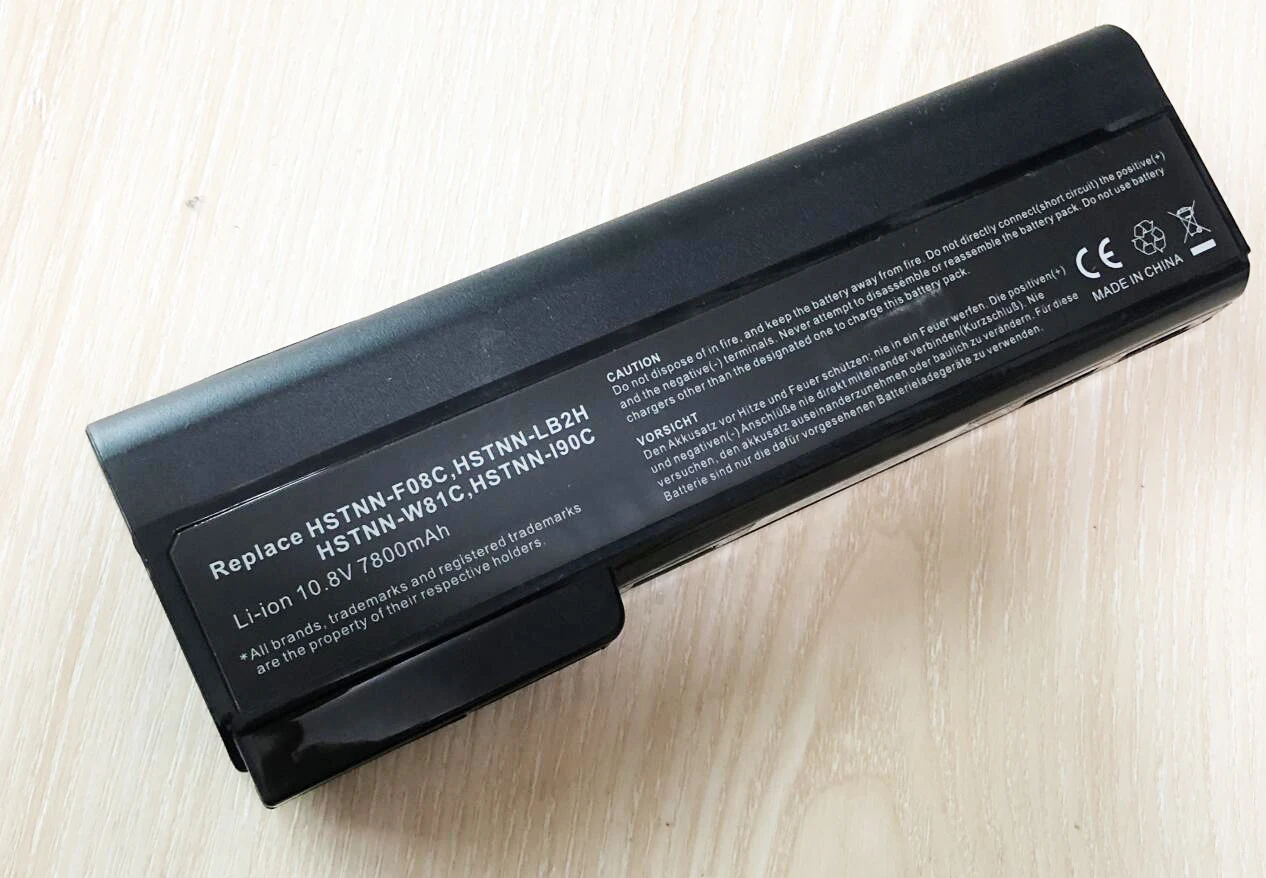 Replace HSTNN-F08C,HSTNN-LB2H
HSTNN-W81C,HSTNN-I90C
Li-ion 10.8V 7800mAh
*All brands, trademarks and registered trademarks
are the property of their respective holders.
CAUTION
Do not dispose of in fire, and keep the battery away from fire. Do not directly connect(short circuit) the positive(+)
and the negative(-) terminals. Never attempt to disassemble or reassemble the battery pack. Do not use battery
chargers other than the designated one to charge this battery pack.
VORSICHT
Den Akkusatz vor Hitze und Feuer schutzen; nie in ein Feuer werfen. Die positiven(+)
und negativen(-) Anschlüße nie direkt miteinander verbinden(Kurzschluß). Nie
versuchen, den akkusatz auseinanderzunehmen oder baulich zu verändern. Für diese
Batterie sind nur die dafür vorgesehenen Batterieladegeräte zu verwenden.
CE
MADE IN CHINA